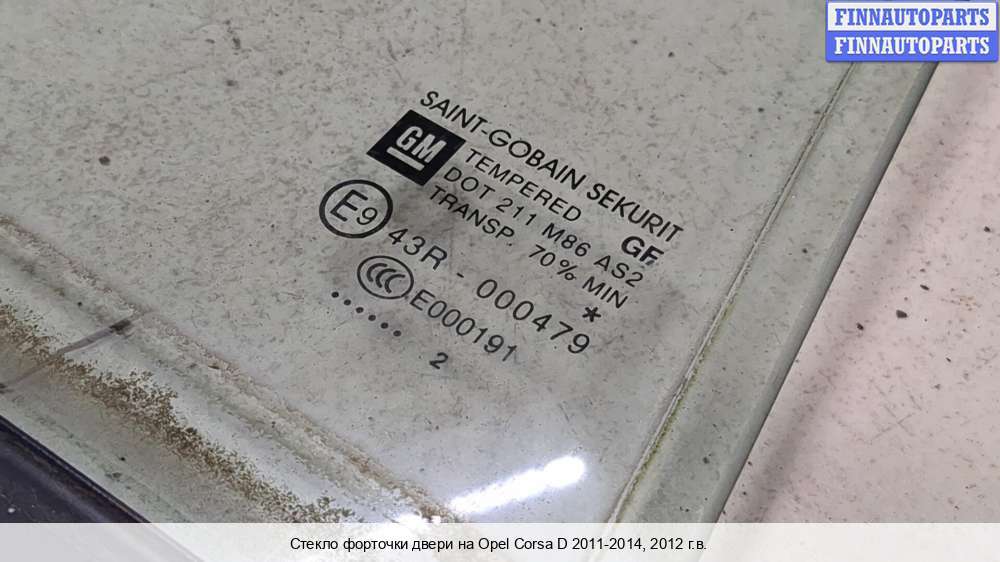 FINNAUTOPARTS
FINNAUTOPARTS
SAINT-GOBAIN SEKURIT
GM
TEMPERED GF
DOT 211 M86 AS2
TRANSP. 70% MIN
E9 43R - 000479 *
CCC E000191
...... 2
Стекло форточки двери на Opel Corsa D 2011-2014, 2012 г.в.